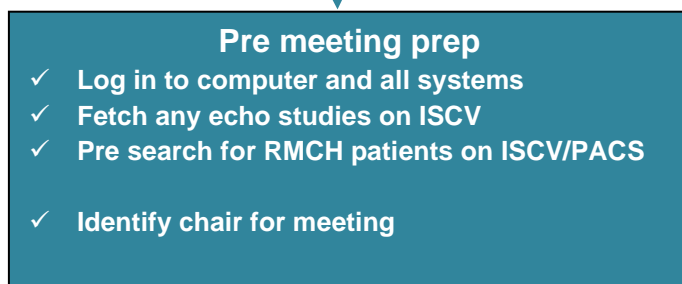 Pre meeting prep
✓ Log in to computer and all systems
✓ Fetch any echo studies on ISCV
✓ Pre search for RMCH patients on ISCV/PACS
✓ Identify chair for meeting